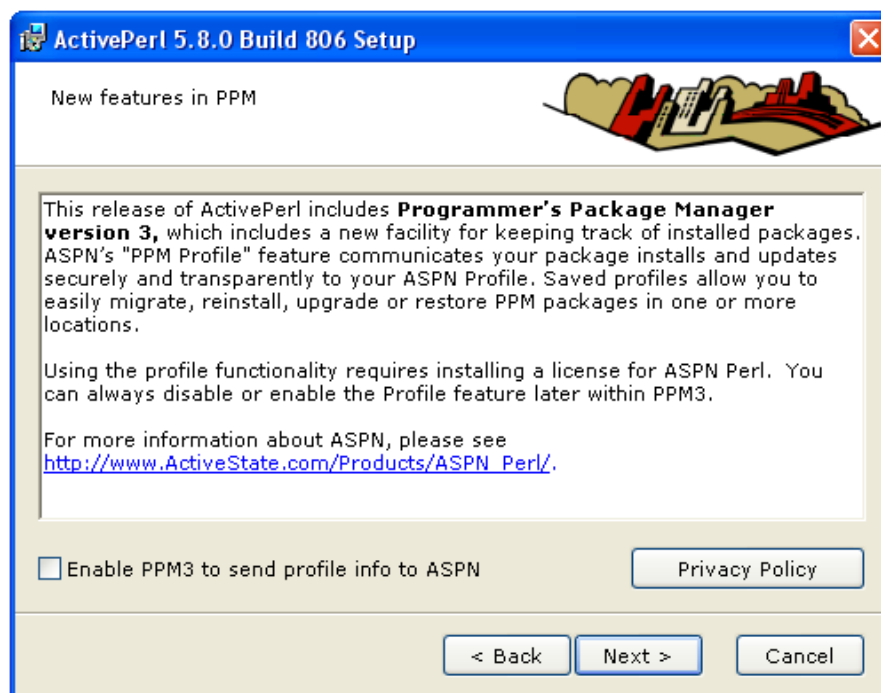 ActivePerl 5.8.0 Build 806 Setup
New features in PPM
This release of ActivePerl includes Programmer's Package Manager
version 3, which includes a new facility for keeping track of installed packages.
ASPN's "PPM Profile" feature communicates your package installs and updates
securely and transparently to your ASPN Profile. Saved profiles allow you to
easily migrate, reinstall, upgrade or restore PPM packages in one or more
locations.
Using the profile functionality requires installing a license for ASPN Perl.  You
can always disable or enable the Profile feature later within PPM3.
For more information about ASPN, please see
http://www.ActiveState.com/Products/ASPN_Perl/.
Enable PPM3 to send profile info to ASPN
Privacy Policy
< Back
Next >
Cancel